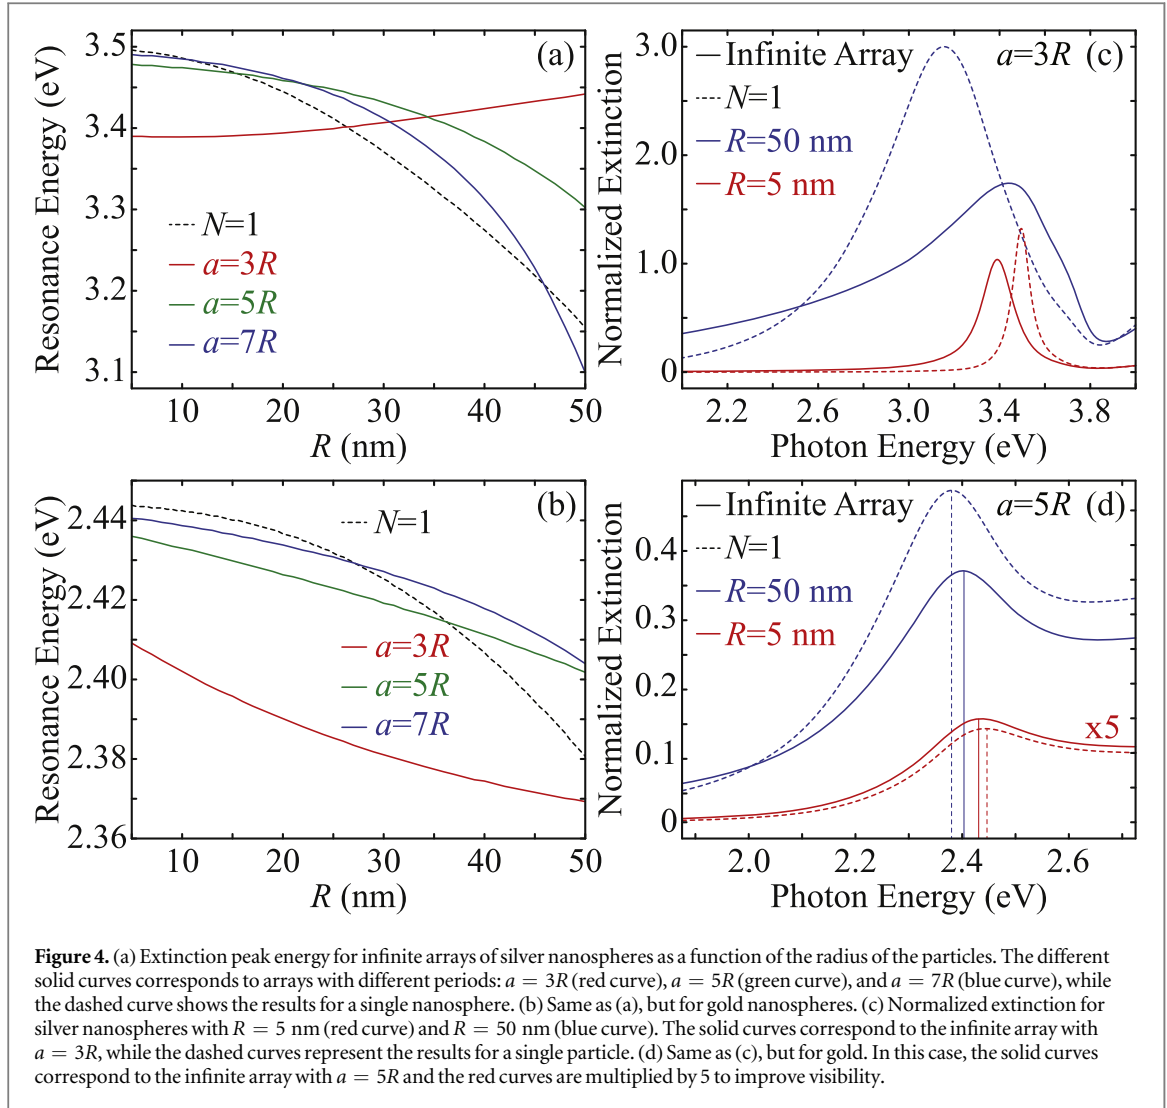 (a)
3.5
3.4
3.3
3.2
3.1
Resonance Energy (eV)
N=1
a=3R
a=5R
a=7R
10 20 30 40 50
R (nm)
(c)
3.0
2.0
1.0
0
Normalized Extinction
Infinite Array a=3R
N=1
R=50 nm
R=5 nm
2.2 2.6 3.0 3.4 3.8
Photon Energy (eV)
(b)
2.44
2.42
2.40
2.38
2.36
Resonance Energy (eV)
N=1
a=3R
a=5R
a=7R
10 20 30 40 50
R (nm)
(d)
0.4
0.3
0.2
0.1
0
Normalized Extinction
Infinite Array a=5R
N=1
R=50 nm
R=5 nm
x5
2.0 2.2 2.4 2.6
Photon Energy (eV)
Figure 4. (a) Extinction peak energy for infinite arrays of silver nanospheres as a function of the radius of the particles. The different
solid curves corresponds to arrays with different periods: a = 3R (red curve), a = 5R (green curve), and a = 7R (blue curve), while
the dashed curve shows the results for a single nanosphere. (b) Same as (a), but for gold nanospheres. (c) Normalized extinction for
silver nanospheres with R = 5 nm (red curve) and R = 50 nm (blue curve). The solid curves correspond to the infinite array with
a = 3R, while the dashed curves represent the results for a single particle. (d) Same as (c), but for gold. In this case, the solid curves
correspond to the infinite array with a = 5R and the red curves are multiplied by 5 to improve visibility.